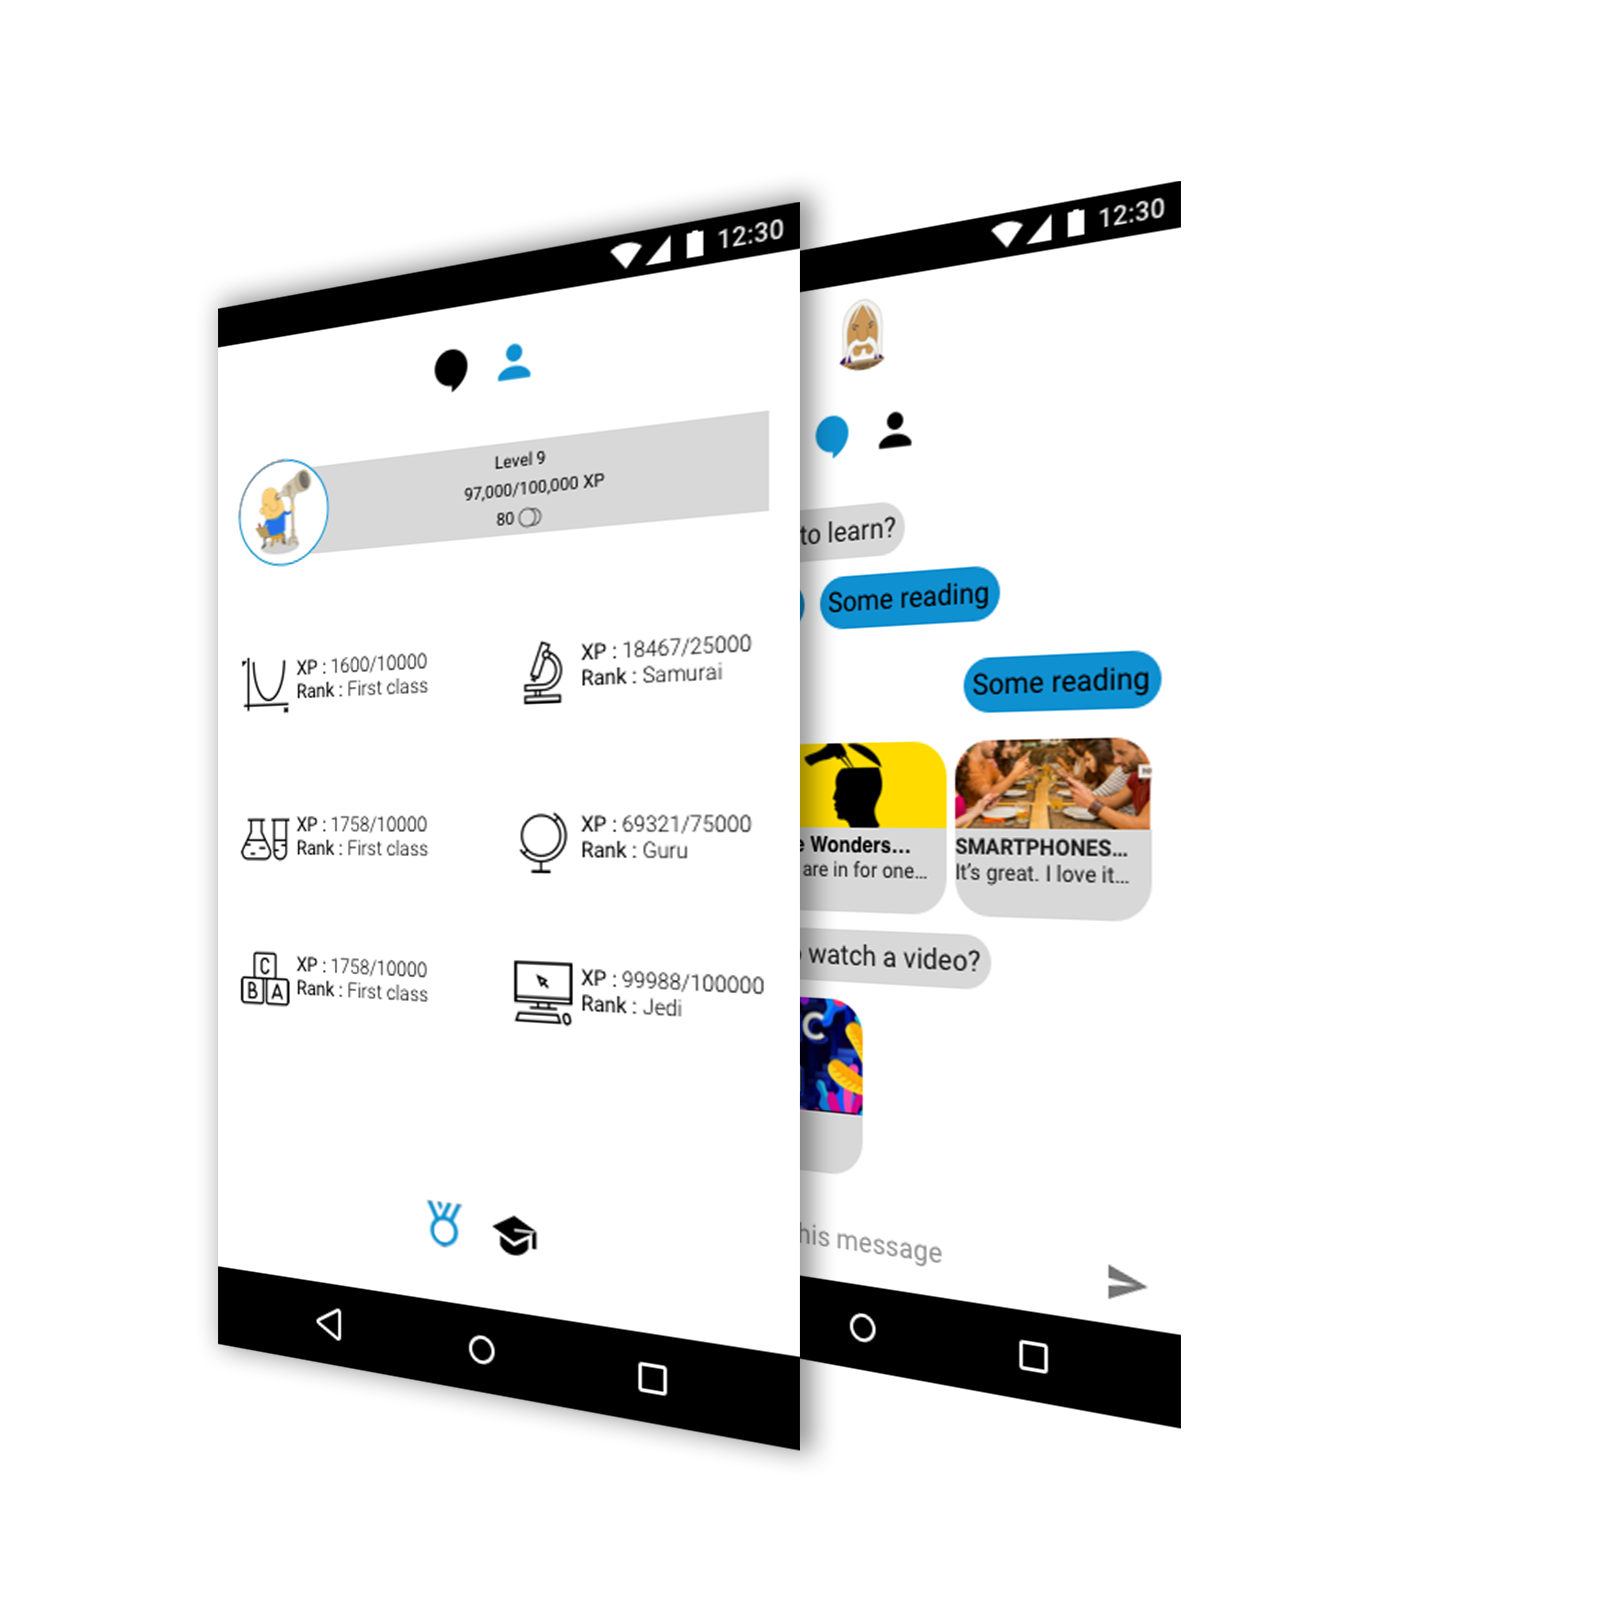 12:30
Level 9
97,000/100,000 XP
80
XP : 1600/10000
Rank : First class
XP : 18467/25000
Rank : Samurai
XP : 1758/10000
Rank : First class
XP : 69321/75000
Rank : Guru
C
B A
XP : 1758/10000
Rank : First class
XP : 99988/100000
Rank : Jedi
12:30
to learn?
Some reading
Some reading
Wonders...
are in for one...
SMARTPHONES...
It's great. I love it...
watch a video?
C
message